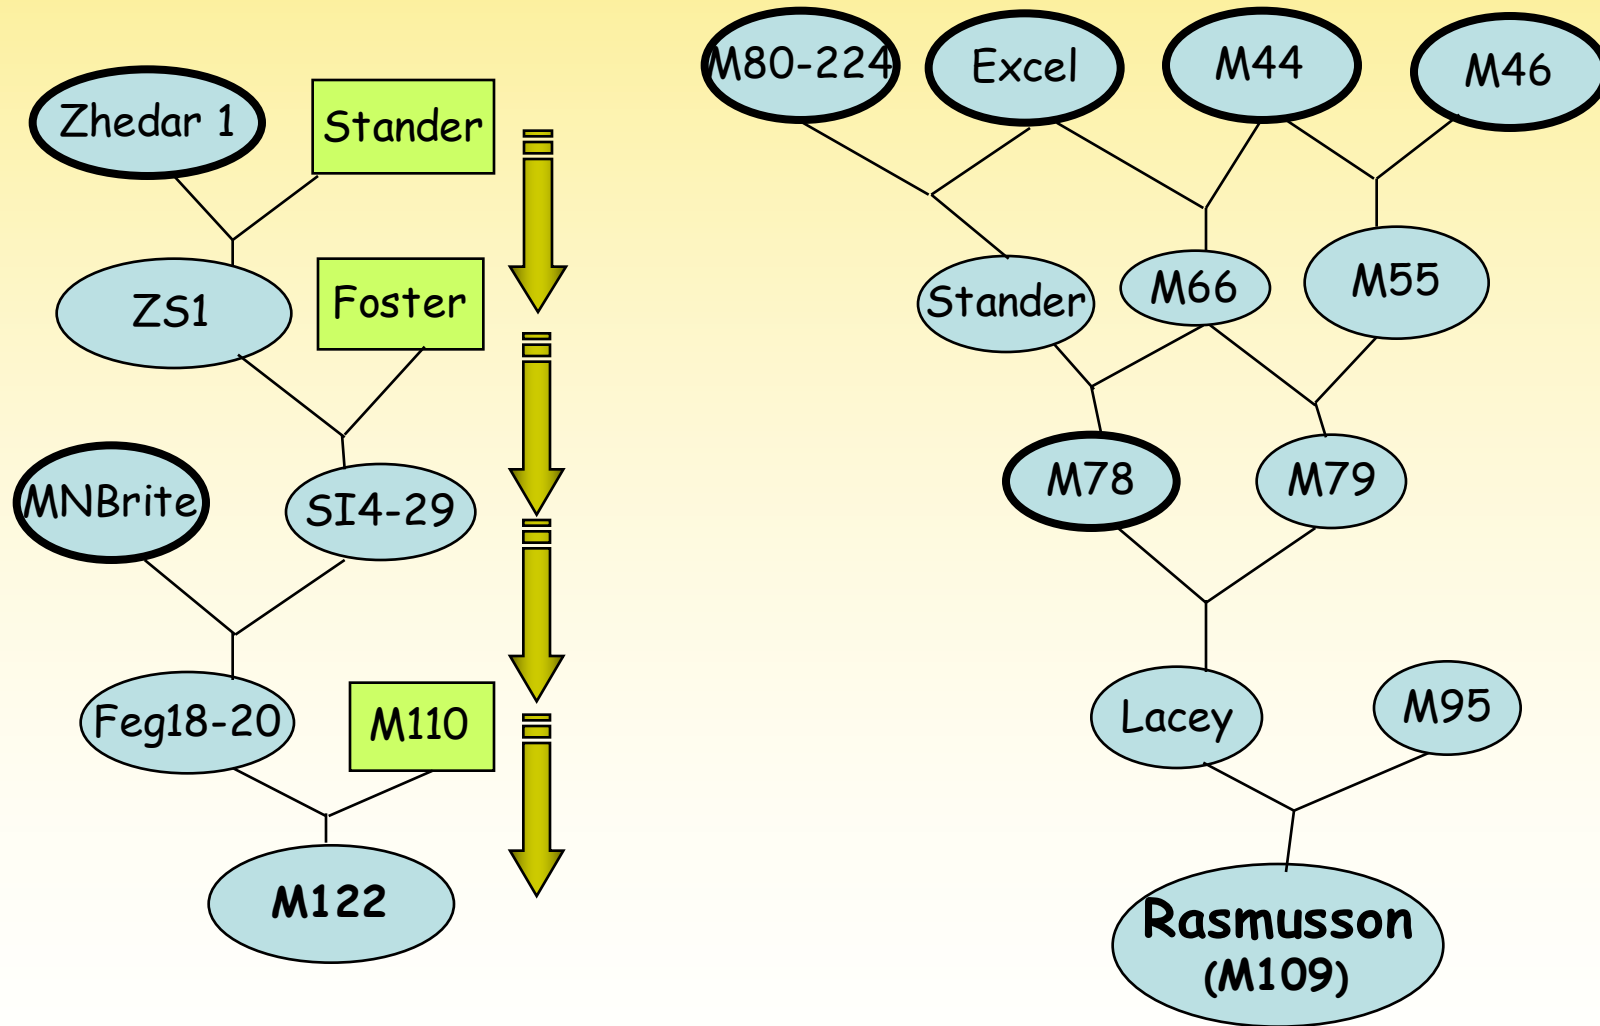 Zhedar 1
Stander
ZS1
Foster
MNBrite
SI4-29
Feg18-20
M110
M122
M80-224
Excel
M44
M46
Stander
M66
M55
M78
M79
Lacey
M95
Rasmusson
(M109)